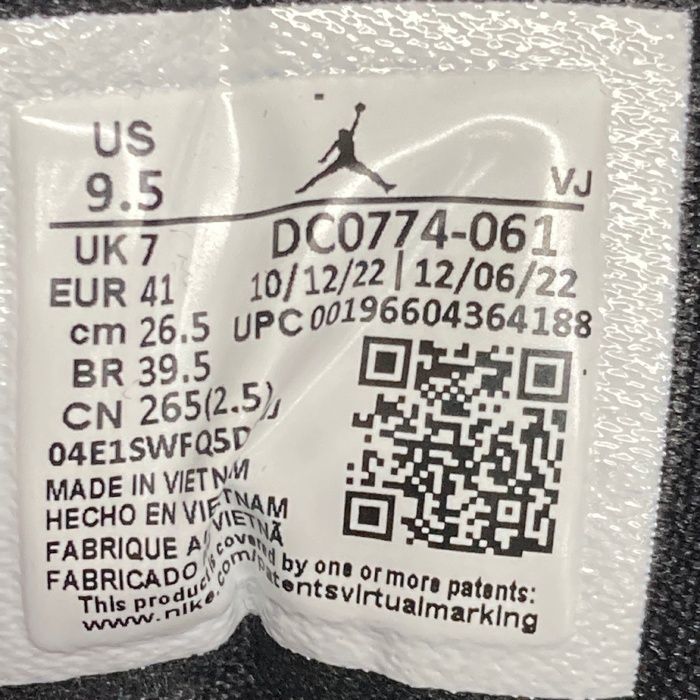 US
9.5
VJ
UK 7
DC0774-061
EUR 41
10/12/22 | 12/06/22
cm 26.5
UPC 00196604364188
BR 39.5
CN 265(2.5)
04E1SWFQ5D
MADE IN VIETNAM
HECHO EN VIETNAM
FABRIQUE AU VIETNÃ
FABRICADO
This product is covered by one or more patents:
www.nike.com/patentsvirtualmarking